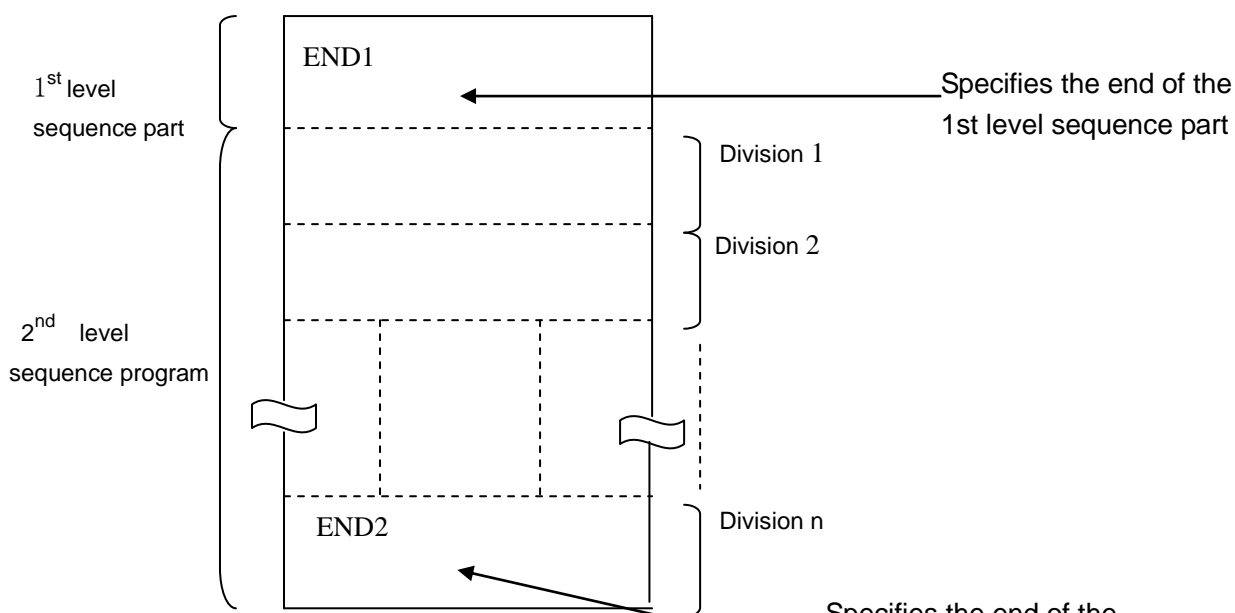 END1
1st level
sequence part
Specifies the end of the
1st level sequence part
Division 1
Division 2
2nd level
sequence program
END2
Division n
Specifies the end of the